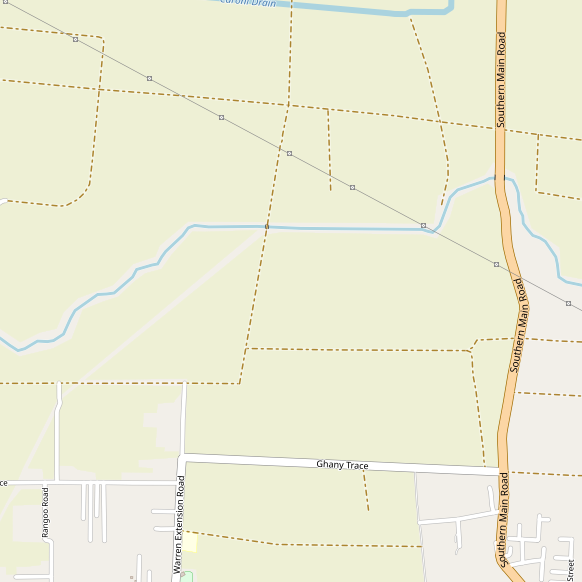 Caroni Drain
Southern Main Road
Southern Main Road
Ghany Trace
ce
Rangoo Road
Warren Extension Road
Southern Main Road
Street